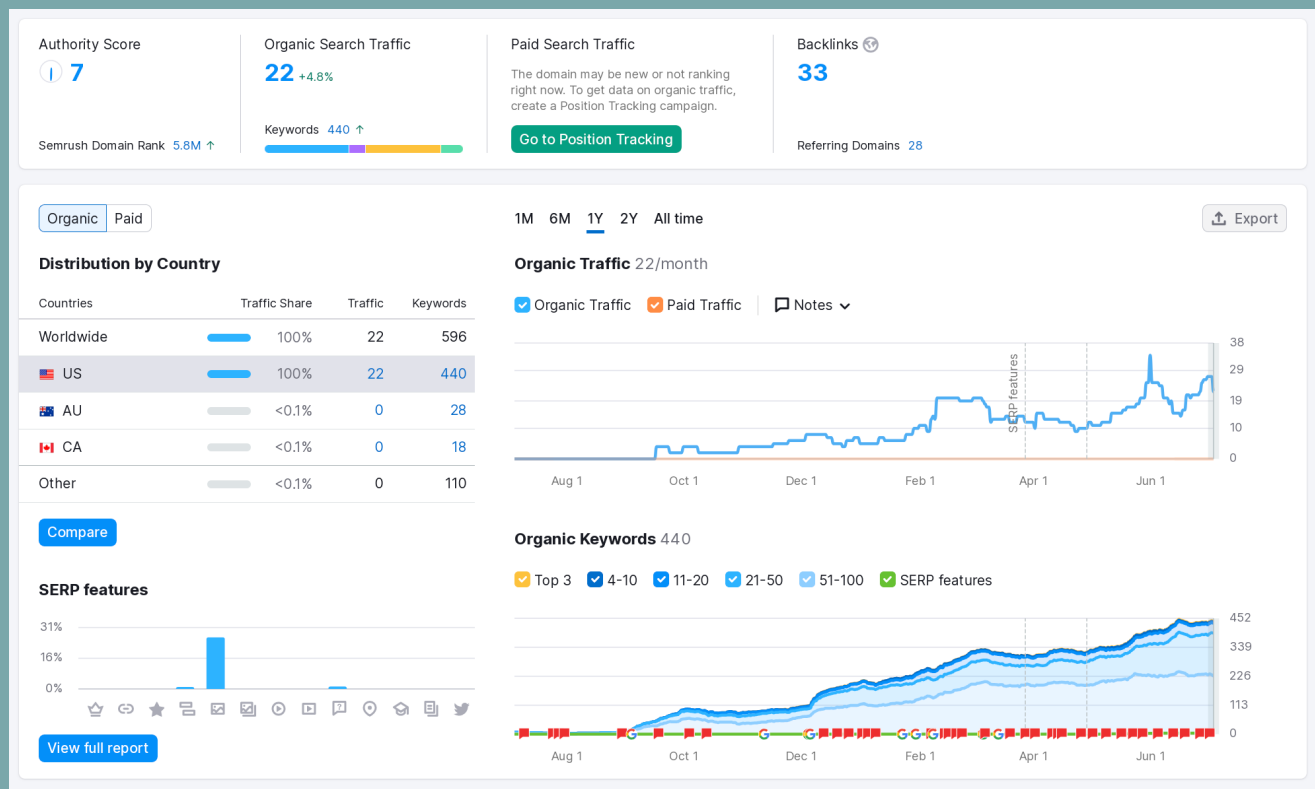 Authority Score
7
Semrush Domain Rank 5.8M ↑
Organic Search Traffic
22 +4.8%
Keywords 440 ↑
Paid Search Traffic
The domain may be new or not ranking
right now. To get data on organic traffic,
create a Position Tracking campaign.
Go to Position Tracking
Backlinks
33
Referring Domains 28
Organic Paid
Distribution by Country
Countries Traffic Share Traffic Keywords
Worldwide 100% 22 596
US 100% 22 440
AU <0.1% 0 28
CA <0.1% 0 18
Other <0.1% 0 110
Compare
SERP features
31%
16%
0%
View full report
1M 6M 1Y 2Y All time
Export
Organic Traffic 22/month
Organic Traffic Paid Traffic Notes
SERP features
38
29
19
10
0
Aug 1 Oct 1 Dec 1 Feb 1 Apr 1 Jun 1
Organic Keywords 440
Top 3 4-10 11-20 21-50 51-100 SERP features
452
339
226
113
0
Aug 1 Oct 1 Dec 1 Feb 1 Apr 1 Jun 1